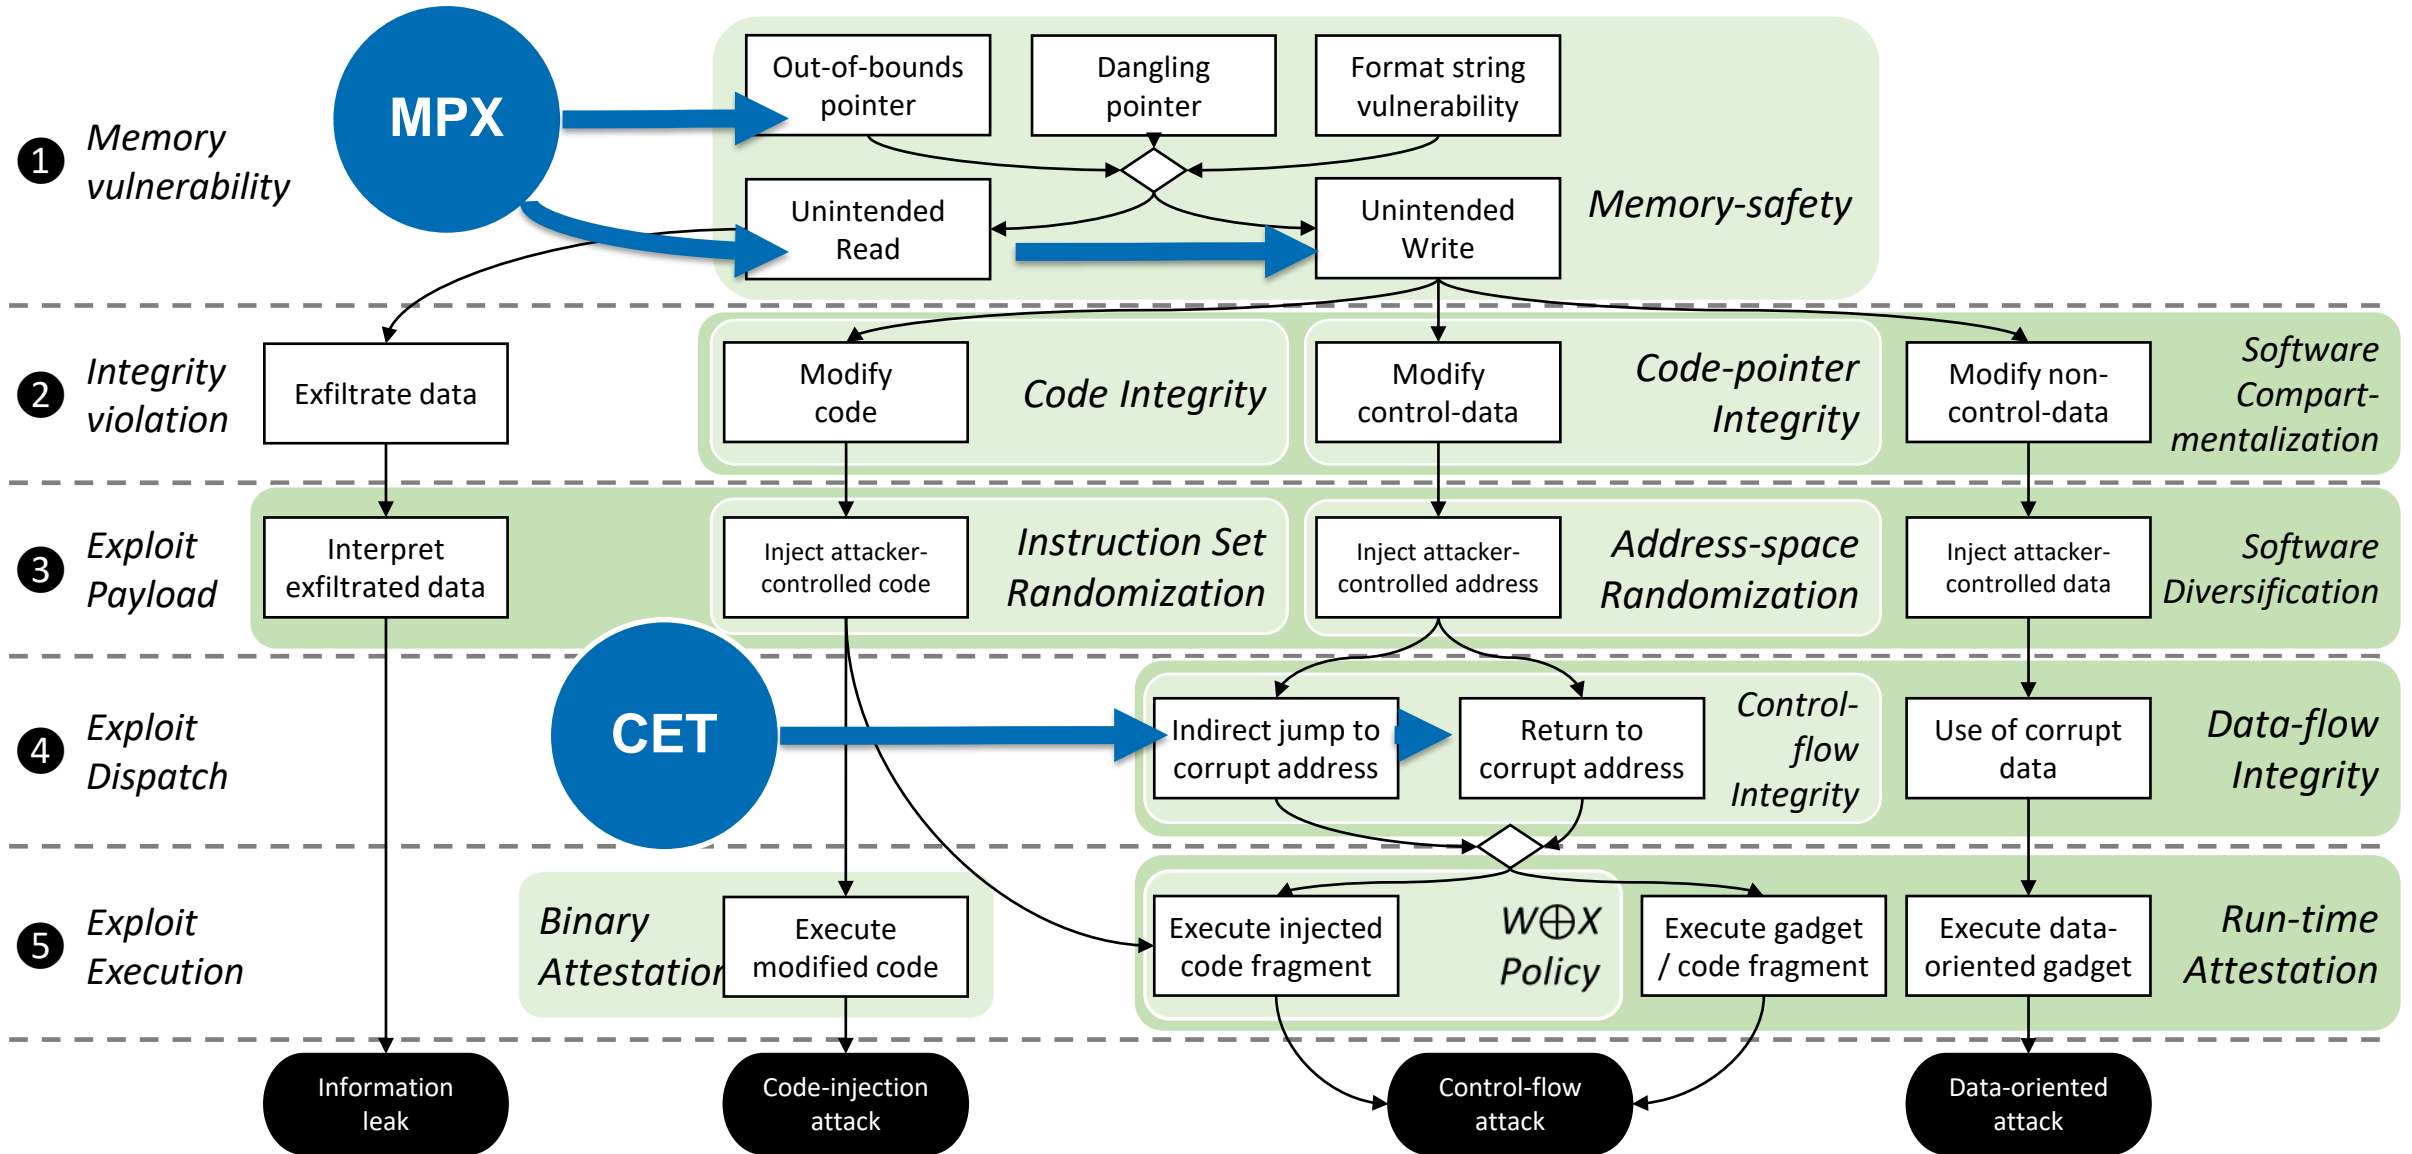 MPX
Out-of-bounds
pointer
Dangling
pointer
Format string
vulnerability
1
Memory
vulnerability
Unintended
Read
Unintended
Write
Memory-safety
2
Integrity
violation
Exfiltrate data
Modify
code
Code Integrity
Modify
control-data
Code-pointer
Integrity
Modify non-
control-data
Software
Compart-
mentalization
3
Exploit
Payload
Interpret
exfiltrated data
Inject attacker-
controlled code
Instruction Set
Randomization
Inject attacker-
controlled address
Address-space
Randomization
Inject attacker-
controlled data
Software
Diversification
4
Exploit
Dispatch
CET
Indirect jump to
corrupt address
Return to
corrupt address
Control-
flow
Integrity
Use of corrupt
data
Data-flow
Integrity
5
Exploit
Execution
Binary
Attestation
Execute
modified code
Execute injected
code fragment
W⊕X
Policy
Execute gadget
/ code fragment
Execute data-
oriented gadget
Run-time
Attestation
Information
leak
Code-injection
attack
Control-flow
attack
Data-oriented
attack